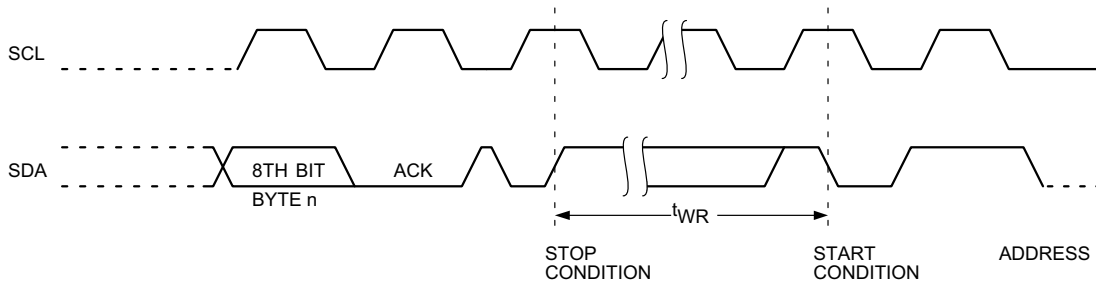 SCL
SDA
8TH BIT
ACK
BYTE n
tWR
STOP
CONDITION
START
CONDITION
ADDRESS